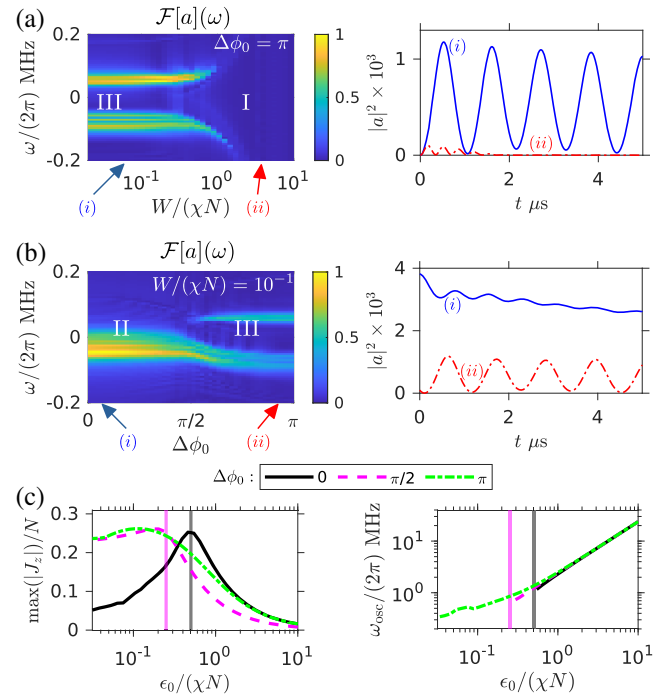 (a)
F[a](ω)
Δϕ₀ = π
III
I
ω/(2π) MHz
0.2
0
-0.2
10⁻¹
10⁰
10¹
W/(χN)
(i)
(ii)
1
0.5
0
|a|² × 10³
1
0
(i)
(ii)
0
2
4
t μs
(b)
F[a](ω)
W/(χN) = 10⁻¹
II
III
ω/(2π) MHz
0.2
0
-0.2
0
π/2
π
(i)
Δϕ₀
(ii)
1
0.5
0
|a|² × 10³
4
2
0
(i)
(ii)
0
2
4
t μs
Δϕ₀ :
0
π/2
π
(c)
max(|J_z|)/N
0.3
0.2
0.1
0
10⁻¹
10⁰
10¹
ϵ₀/(χN)
ω_osc/(2π) MHz
10¹
10⁰
10⁻¹
10⁰
10¹
ϵ₀/(χN)